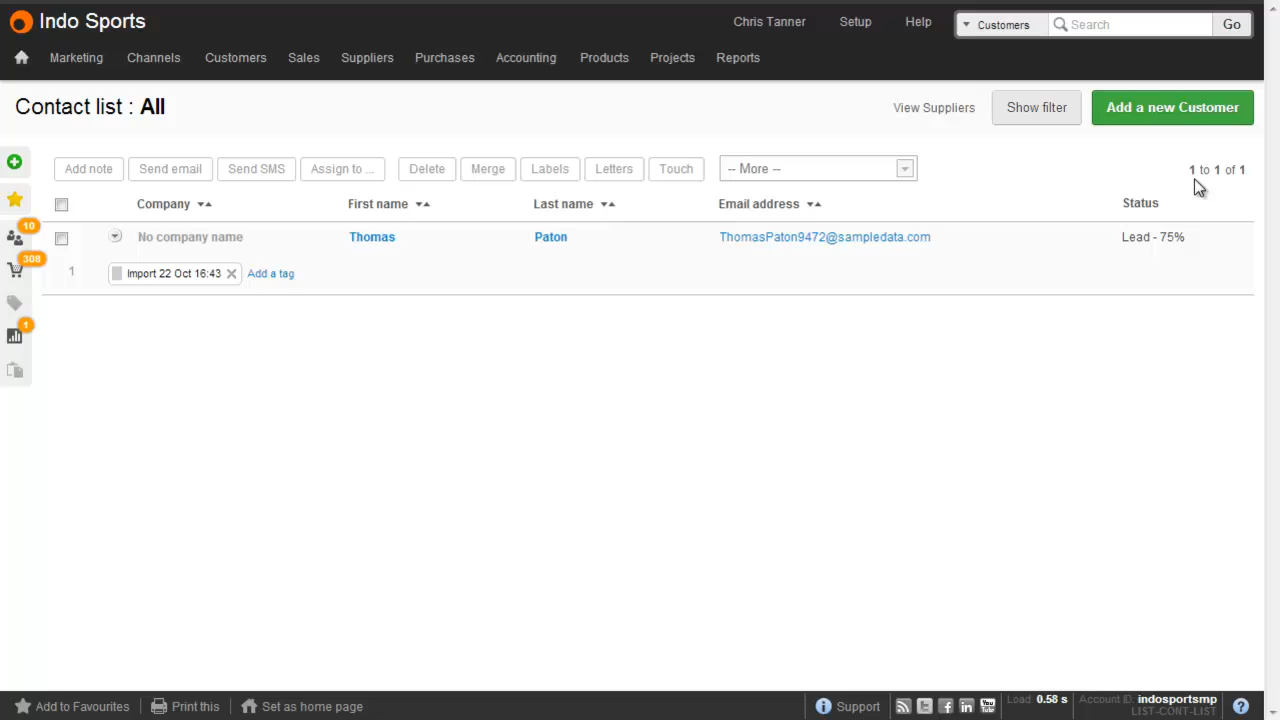 Indo Sports
Chris Tanner Setup Help Customers Search Go
Marketing Channels Customers Sales Suppliers Purchases Accounting Products Projects Reports
Contact list : All
View Suppliers Show filter Add a new Customer
Add note Send email Send SMS Assign to ... Delete Merge Labels Letters Touch -- More -- 1 to 1 of 1
Company First name Last name Email address Status
10
No company name Thomas Paton ThomasPaton9472@sampledata.com Lead - 75%
308
1 Import 22 Oct 16:43 Add a tag
1
Add to Favourites Print this Set as home page Support You Tube Load: 0.58 s Account ID: indosportsmp
LIST-CONT-LIST